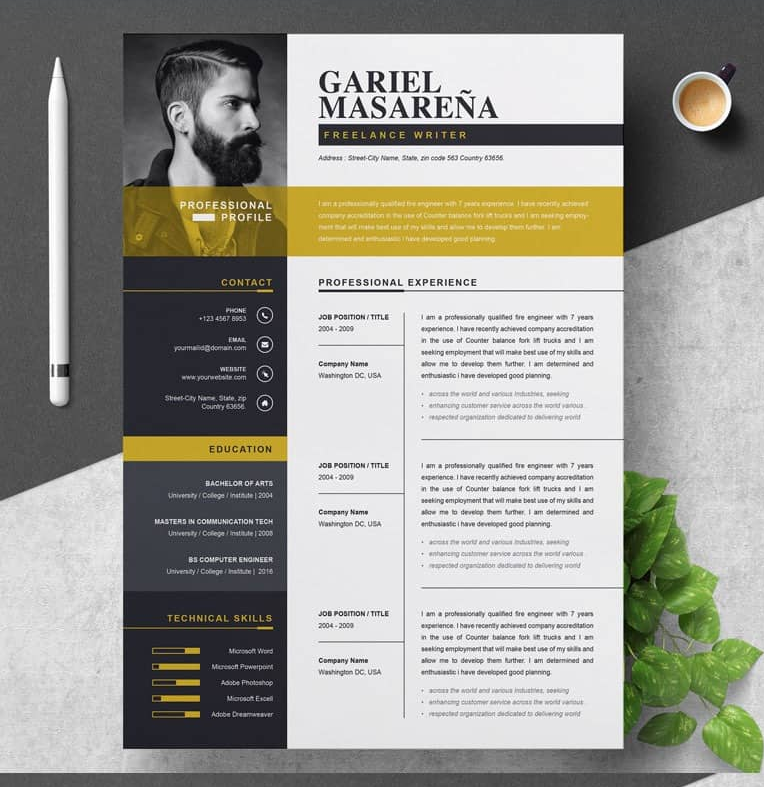 GARIEL
MASAREÑA
FREELANCE WRITER
Address : Street-City Name, State, zin code 563 Country 63656.
PROFESSIONAL
PROFILE
I am a professionally qualified fire engineer with 7 years experience. I have recently achieved
company accreditation in the use of Counter balance fork lift trucks and I am seeking employ-
ment that will make best use of my skills and allow me to develop them further. I am
determined and enthusiastic i have developed good planning.
CONTACT
PHONE
+123 4567 8953
EMAIL
yourmailid@domain.com
WEBSITE
www.yourwebsite.com
Street-City Name, State, zip
Country 63656.
EDUCATION
BACHELOR OF ARTS
University / College / Institute | 2004
MASTERS IN COMMUNICATION TECH
University / College / Institute | 2008
BS COMPUTER ENGINEER
University / College / Institute | 2016
TECHNICAL SKILLS
Microsoft Word
Microsoft Powerpoint
Adobe Photoshop
Microsoft Excell
Adobe Dreamweaver
PROFESSIONAL EXPERIENCE
JOB POSITION / TITLE
2004 - 2009
Company Name
Washington DC, USA
I am a professionally qualified fire engineer with 7 years
experience. I have recently achieved company accreditation
in the use of Counter balance fork lift trucks and I am
seeking employment that will make best use of my skills and
allow me to develop them further. I am determined and
enthusiastic i have developed good planning.
• across the world and various industries, seeking
• enhancing customer service across the world various .
• respected organization dedicated to delivering world
JOB POSITION / TITLE
2004 - 2009
Company Name
Washington DC, USA
I am a professionally qualified fire engineer with 7 years
experience. I have recently achieved company accreditation
in the use of Counter balance fork lift trucks and I am
seeking employment that will make best use of my skills and
allow me to develop them further. I am determined and
enthusiastic i have developed good planning.
• across the world and various industries, seeking
• enhancing customer service across the world various .
• respected organization dedicated to delivering world
JOB POSITION / TITLE
2004 - 2009
Company Name
Washington DC, USA
I am a professionally qualified fire engineer with 7 years
experience. I have recently achieved company accreditation
in the use of Counter balance fork lift trucks and I am
seeking employment that will make best use of my skills and
allow me to develop them further. I am determined and
enthusiastic i have developed good planning.
• across the world and various industries, seeking
• enhancing customer service across the world various .
• respected organization dedicated to delivering world